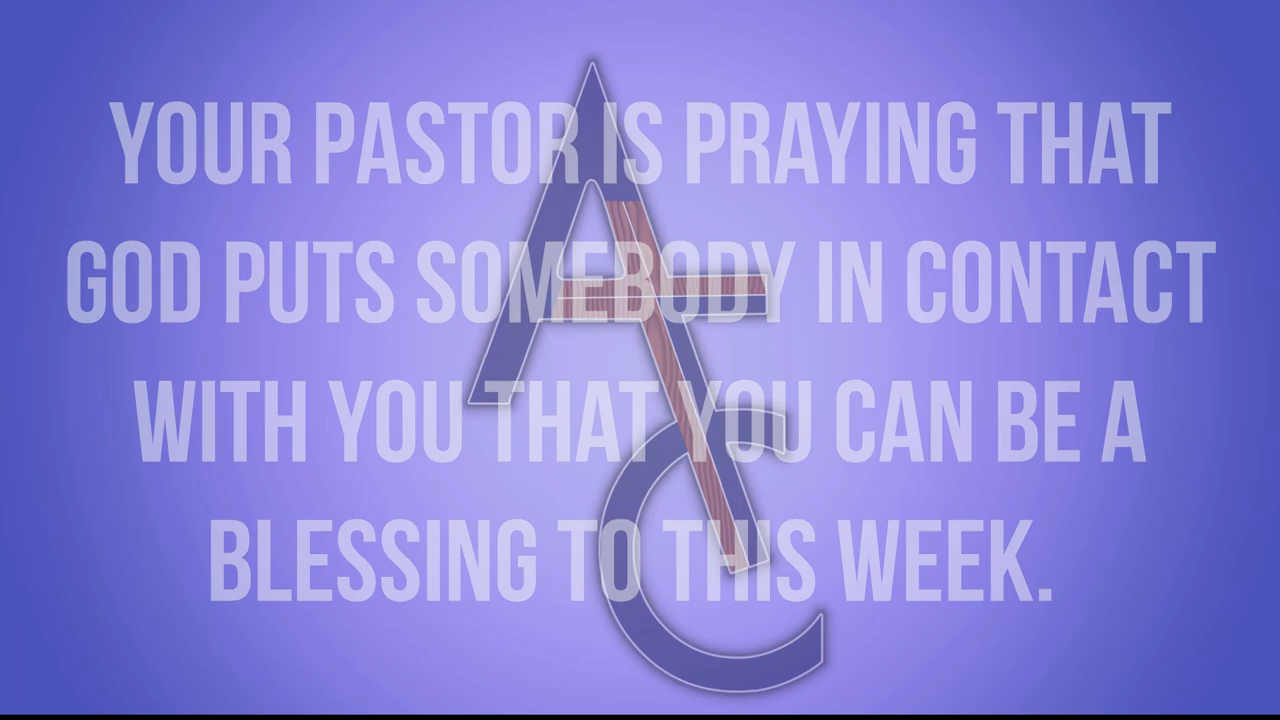 YOUR PASTOR IS PRAYING THAT
GOD PUTS SOMEBODY IN CONTACT
WITH YOU THAT YOU CAN BE A
BLESSING TO THIS WEEK.